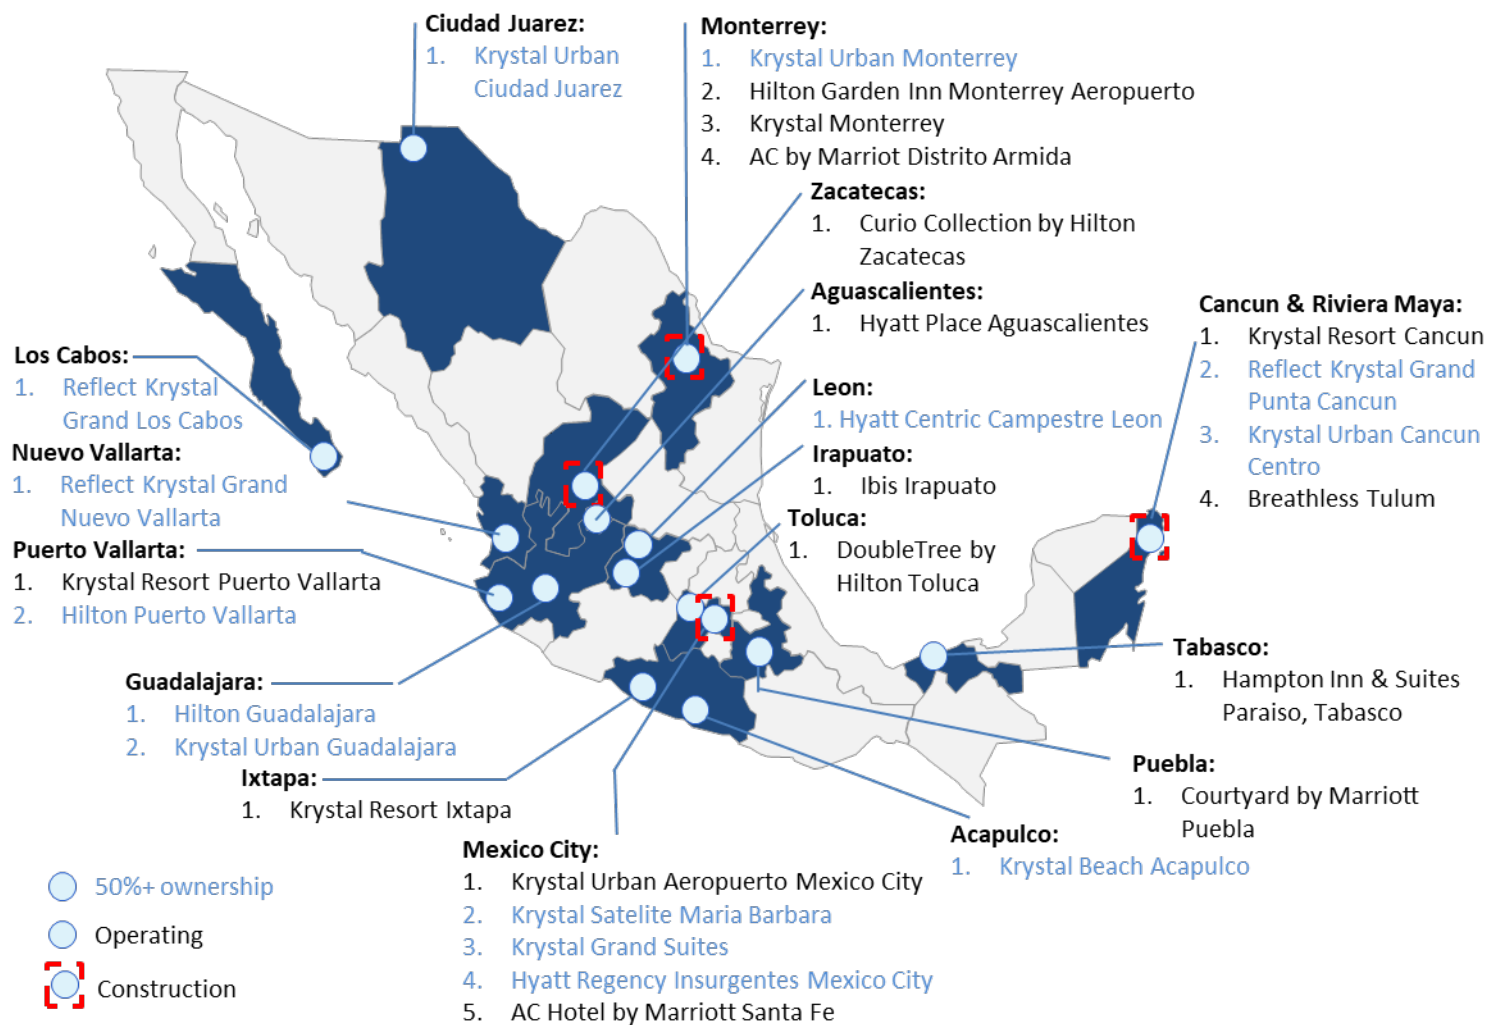 Ciudad Juarez:
1. Krystal Urban
Ciudad Juarez
Monterrey:
1. Krystal Urban Monterrey
2. Hilton Garden Inn Monterrey Aeropuerto
3. Krystal Monterrey
4. AC by Marriot Distrito Armida
Zacatecas:
1. Curio Collection by Hilton
Zacatecas
Aguascalientes:
1. Hyatt Place Aguascalientes
Cancun & Riviera Maya:
1. Krystal Resort Cancun
2. Reflect Krystal Grand
Punta Cancun
3. Krystal Urban Cancun
Centro
4. Breathless Tulum
Los Cabos:
1. Reflect Krystal
Grand Los Cabos
Leon:
1. Hyatt Centric Campestre Leon
Nuevo Vallarta:
1. Reflect Krystal Grand
Nuevo Vallarta
Irapuato:
1. Ibis Irapuato
Toluca:
1. DoubleTree by
Hilton Toluca
Puerto Vallarta:
1. Krystal Resort Puerto Vallarta
2. Hilton Puerto Vallarta
Tabasco:
1. Hampton Inn & Suites
Paraiso, Tabasco
Guadalajara:
1. Hilton Guadalajara
2. Krystal Urban Guadalajara
Ixtapa:
1. Krystal Resort Ixtapa
Puebla:
1. Courtyard by Marriott
Puebla
Acapulco:
1. Krystal Beach Acapulco
Mexico City:
1. Krystal Urban Aeropuerto Mexico City
2. Krystal Satelite Maria Barbara
3. Krystal Grand Suites
4. Hyatt Regency Insurgentes Mexico City
5. AC Hotel by Marriott Santa Fe
50%+ ownership
Operating
Construction